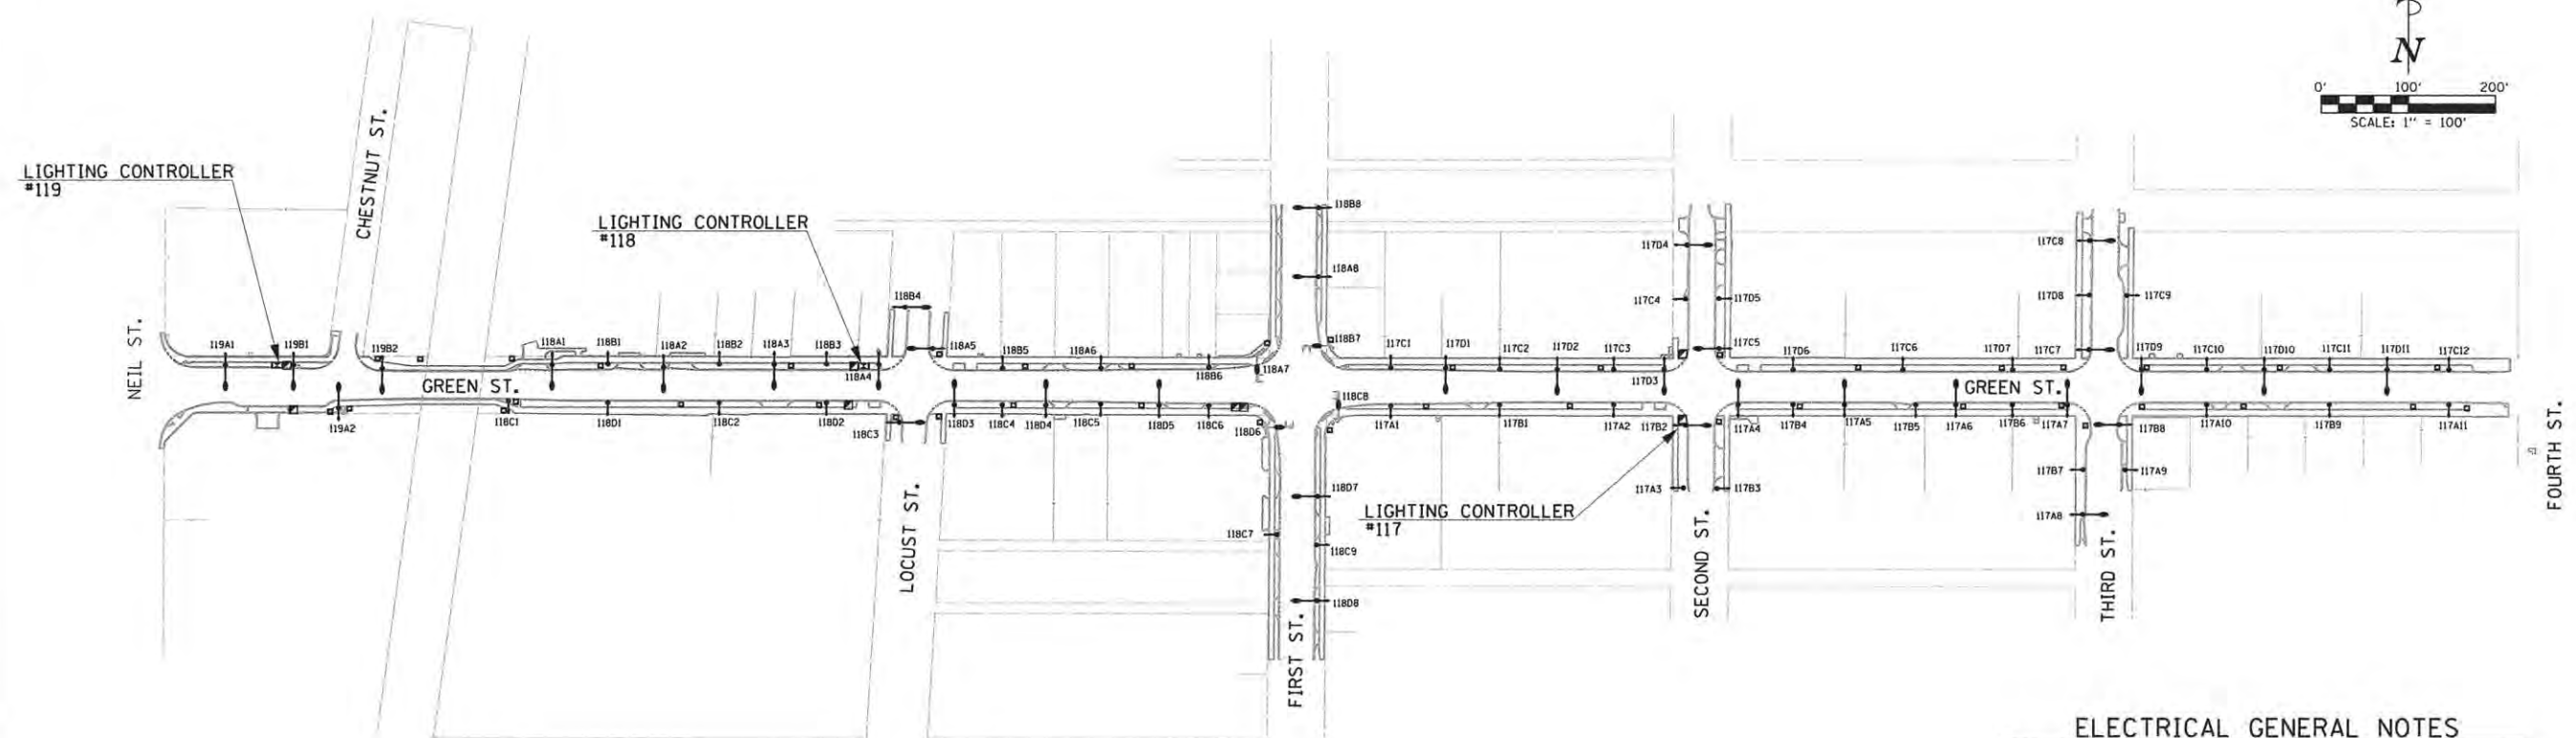 N
0' 100' 200'
SCALE: 1" = 100'
CHESTNUT ST.
LIGHTING CONTROLLER
#119
LIGHTING CONTROLLER
#118
118B8
118A8
118B7
118B4
118A5
117D4
117C4
117D5
117C5
117C8
117D8
117C9
NEIL ST.
119A1
119B1
119B2
118A1
118B1
118A2
118B2
118A3
118B3
118A4
118B5
118A6
118B6
118A7
117C1
117D1
117C2
117D2
117C3
117D3
117D6
117C6
117D7
117C7
117D9
117C10
117D10
117C11
117D11
117C12
GREEN ST.
GREEN ST.
119A2
118C1
118D1
118C2
118D2
118C3
118D3
118C4
118D4
118C5
118D5
118C6
118D6
118C8
117A1
117B1
117A2
117B2
117A4
117B4
117A5
117B5
117A6
117B6
117A7
117B8
117A10
117B9
117A11
117B7
117A9
117A3
117B3
117A8
118D7
118C7
118C9
118D8
LIGHTING CONTROLLER
#117
LOCUST ST.
FIRST ST.
SECOND ST.
THIRD ST.
FOURTH ST.
ELECTRICAL GENERAL NOTES